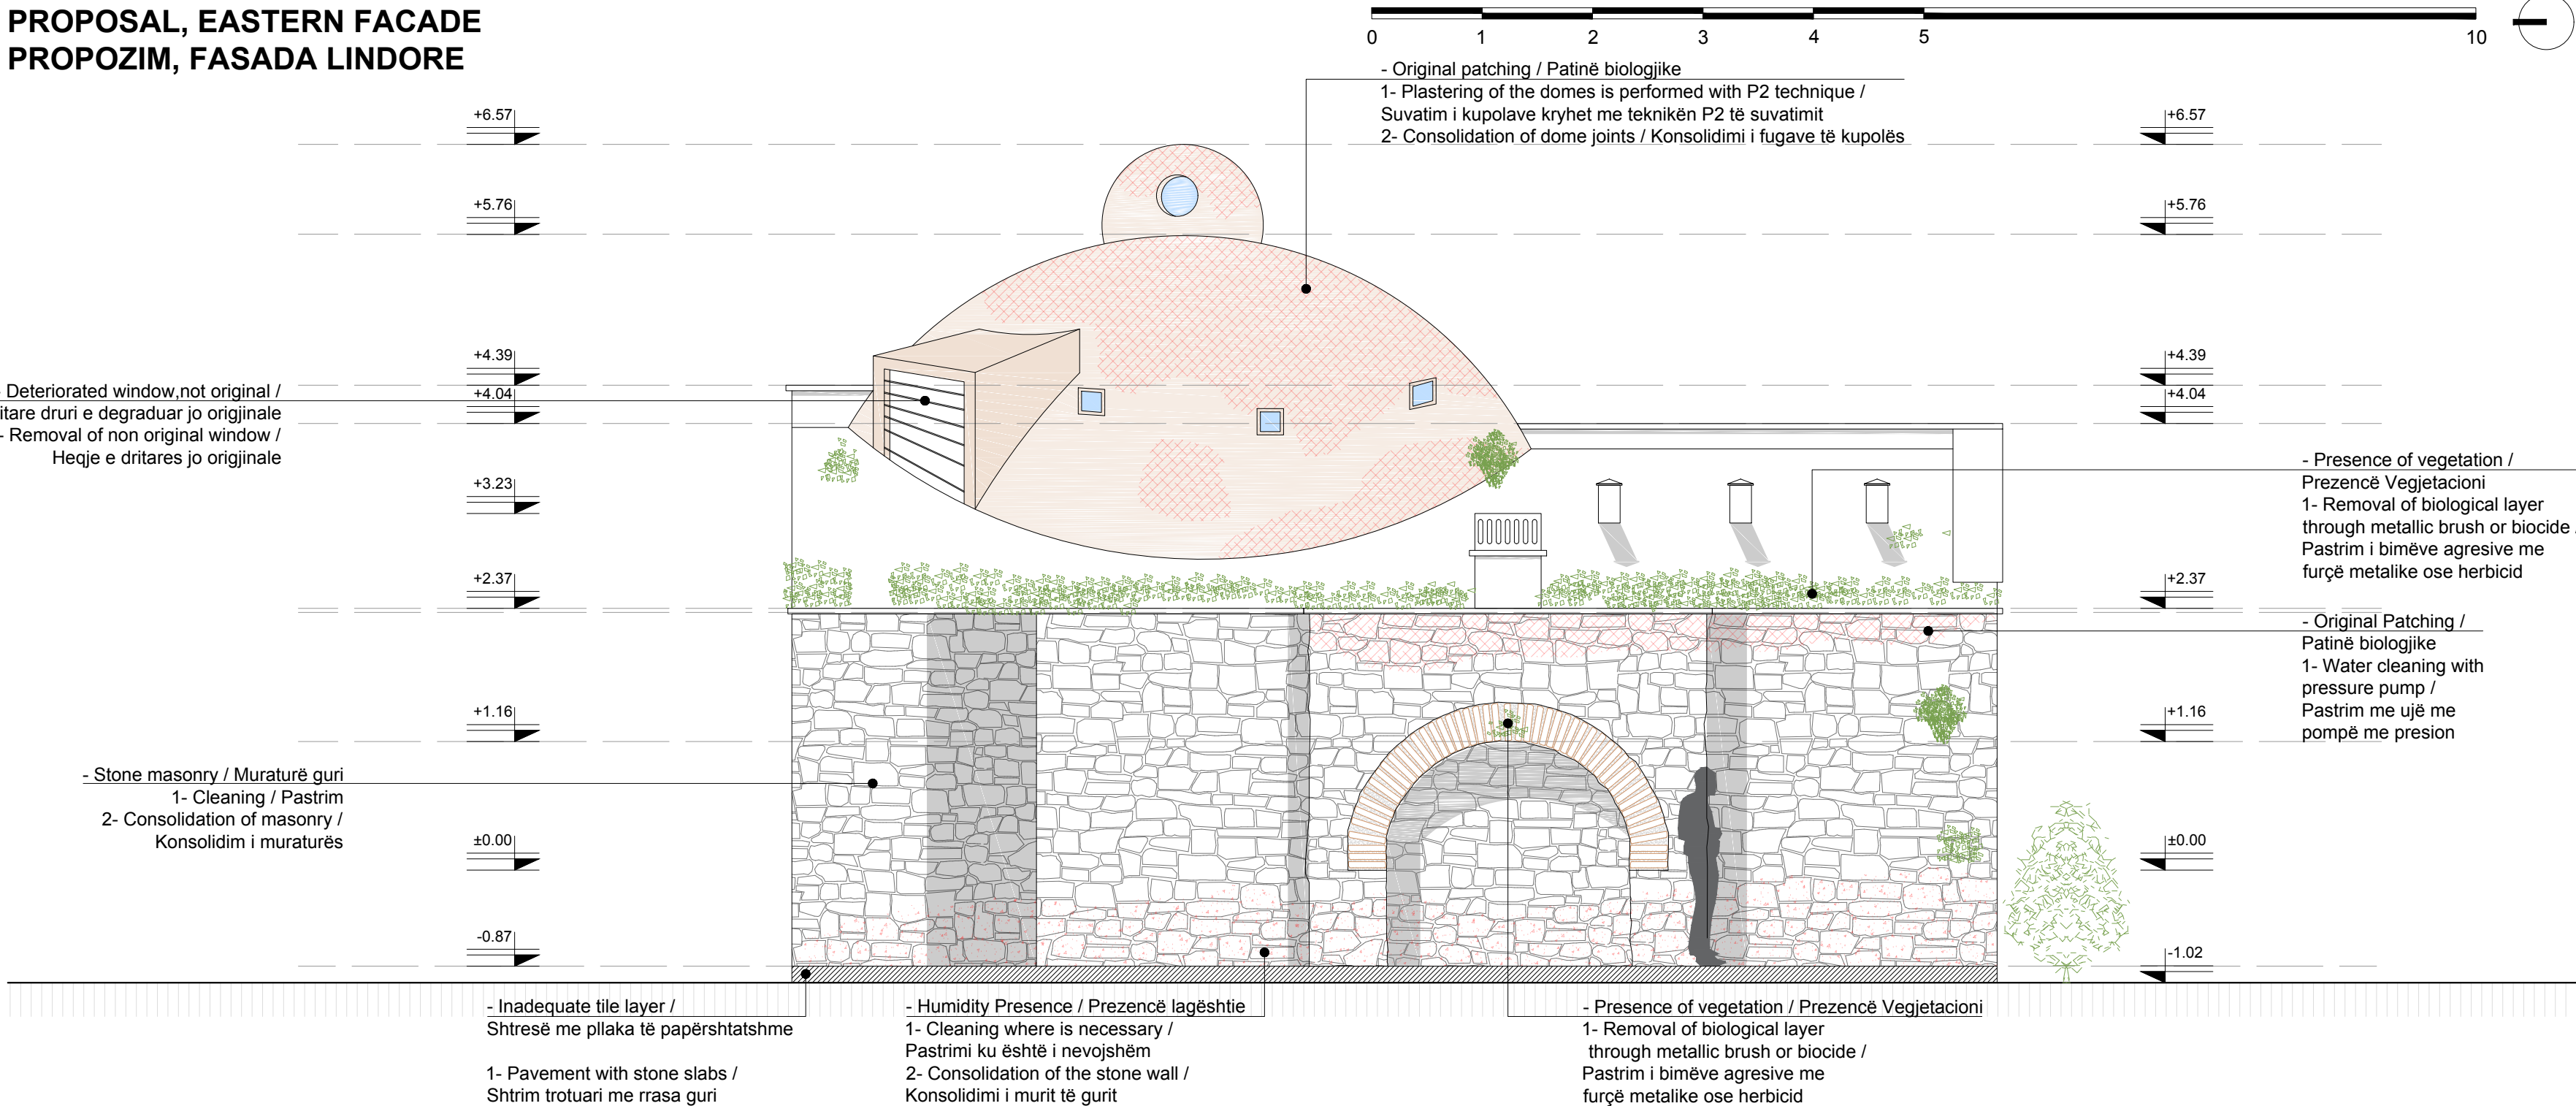 PROPOSAL, EASTERN FACADE
PROPOZIM, FASADA LINDORE
0 1 2 3 4 5 10
- Original patching / Patinë biologjike
1- Plastering of the domes is performed with P2 technique /
Suvatim i kupolave kryhet me teknikën P2 të suvatimit
2- Consolidation of dome joints / Konsolidimi i fugave të kupolës
+6.57
+6.57
+5.76
+5.76
+4.39
+4.39
+4.04
+4.04
- Deteriorated window,not original /
itare druri e degraduar jo origjinale
- Removal of non original window /
Heqje e dritares jo origjinale
+3.23
- Presence of vegetation /
Prezencë Vegjetacioni
1- Removal of biological layer
through metallic brush or biocide /
Pastrim i bimëve agresive me
furçë metalike ose herbicid
+2.37
+2.37
- Original Patching /
Patinë biologjike
1- Water cleaning with
pressure pump /
Pastrim me ujë me
pompë me presion
+1.16
+1.16
- Stone masonry / Muraturë guri
1- Cleaning / Pastrim
2- Consolidation of masonry /
Konsolidim i muraturës
±0.00
±0.00
-0.87
-1.02
- Inadequate tile layer /
Shtresë me pllaka të papërshtatshme
1- Pavement with stone slabs /
Shtrim trotuari me rrasa guri
- Humidity Presence / Prezencë lagështie
1- Cleaning where is necessary /
Pastrimi ku është i nevojshëm
2- Consolidation of the stone wall /
Konsolidimi i murit të gurit
- Presence of vegetation / Prezencë Vegjetacioni
1- Removal of biological layer
through metallic brush or biocide /
Pastrim i bimëve agresive me
furçë metalike ose herbicid